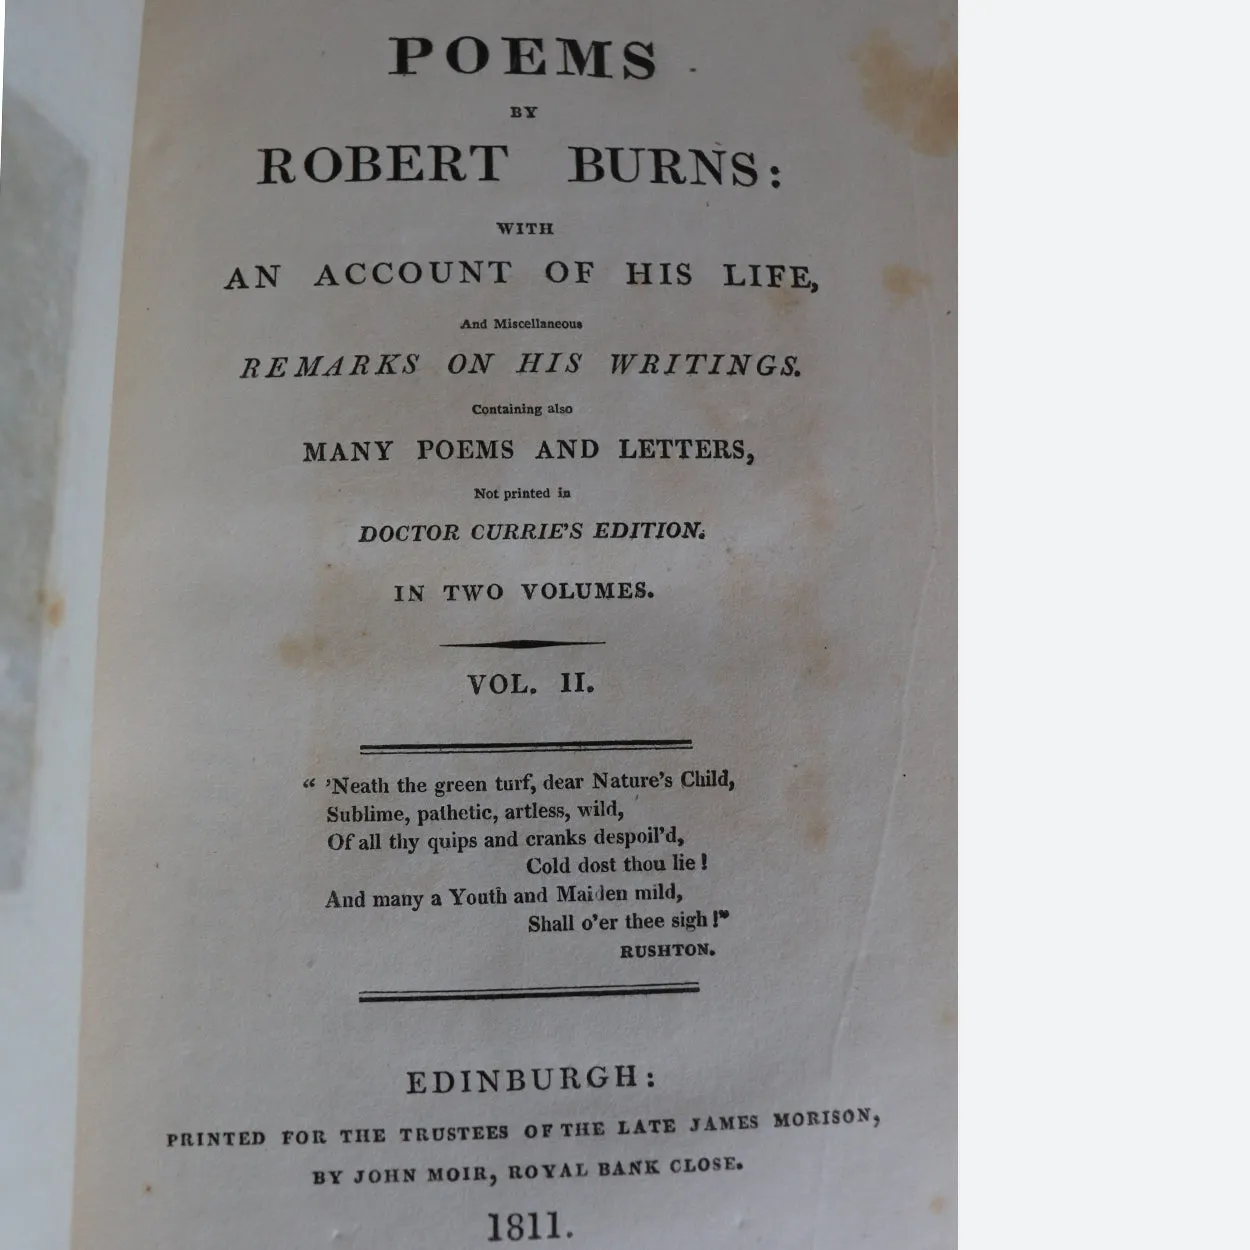 POEMS
BY
ROBERT BURNS:
WITH
AN ACCOUNT OF HIS LIFE,
And Miscellaneous
REMARKS ON HIS WRITINGS.
Containing also
MANY POEMS AND LETTERS,
Not printed in
DOCTOR CURRIE'S EDITION.
IN TWO VOLUMES.
VOL. II.
“ 'Neath the green turf, dear Nature's Child,
Sublime, pathetic, artless, wild,
Of all thy quips and cranks despoil'd,
Cold dost thou lie !
And many a Youth and Maiden mild,
Shall o'er thee sigh !”
RUSHTON.
EDINBURGH:
PRINTED FOR THE TRUSTEES OF THE LATE JAMES MORISON,
BY JOHN MOIR, ROYAL BANK CLOSE.
1811.